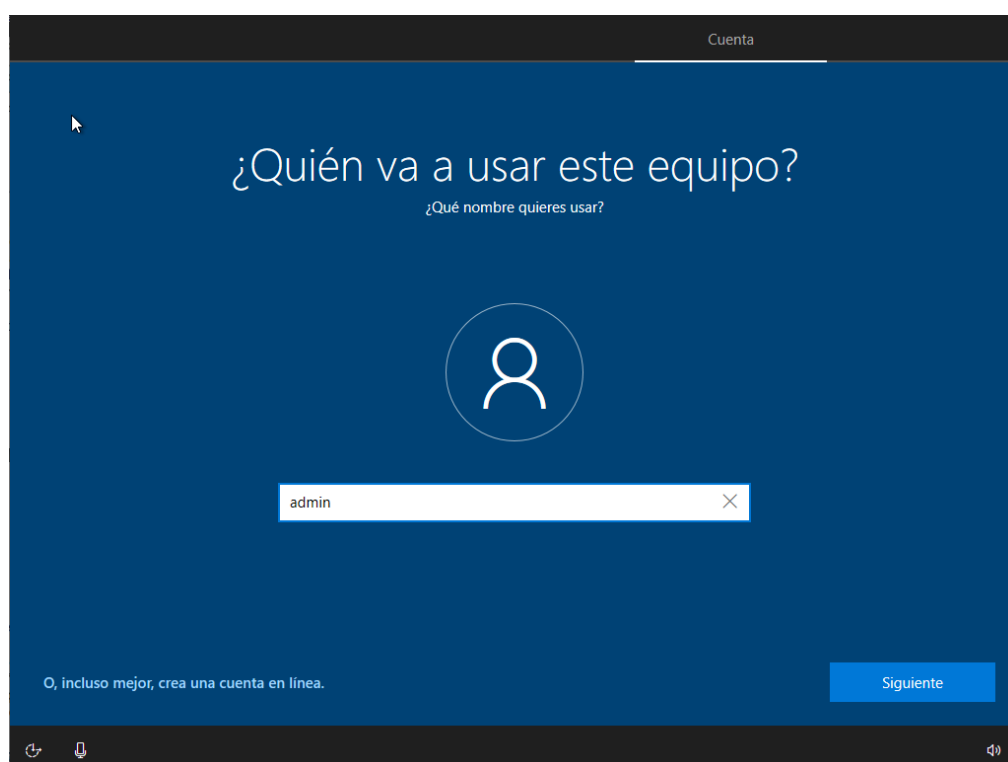 Cuenta
¿Quién va a usar este equipo?
¿Qué nombre quieres usar?
admin
O, incluso mejor, crea una cuenta en línea.
Siguiente